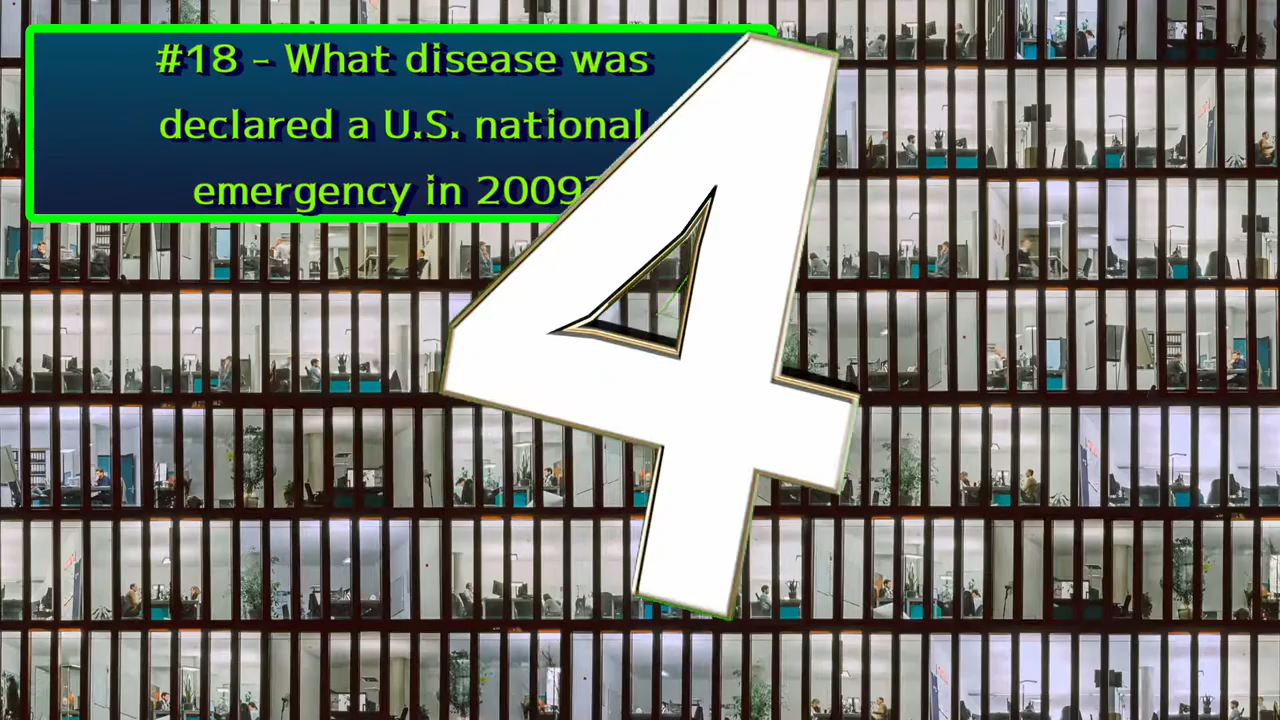 #18 - What disease was
declared a U.S. national
emergency in 2009?
4